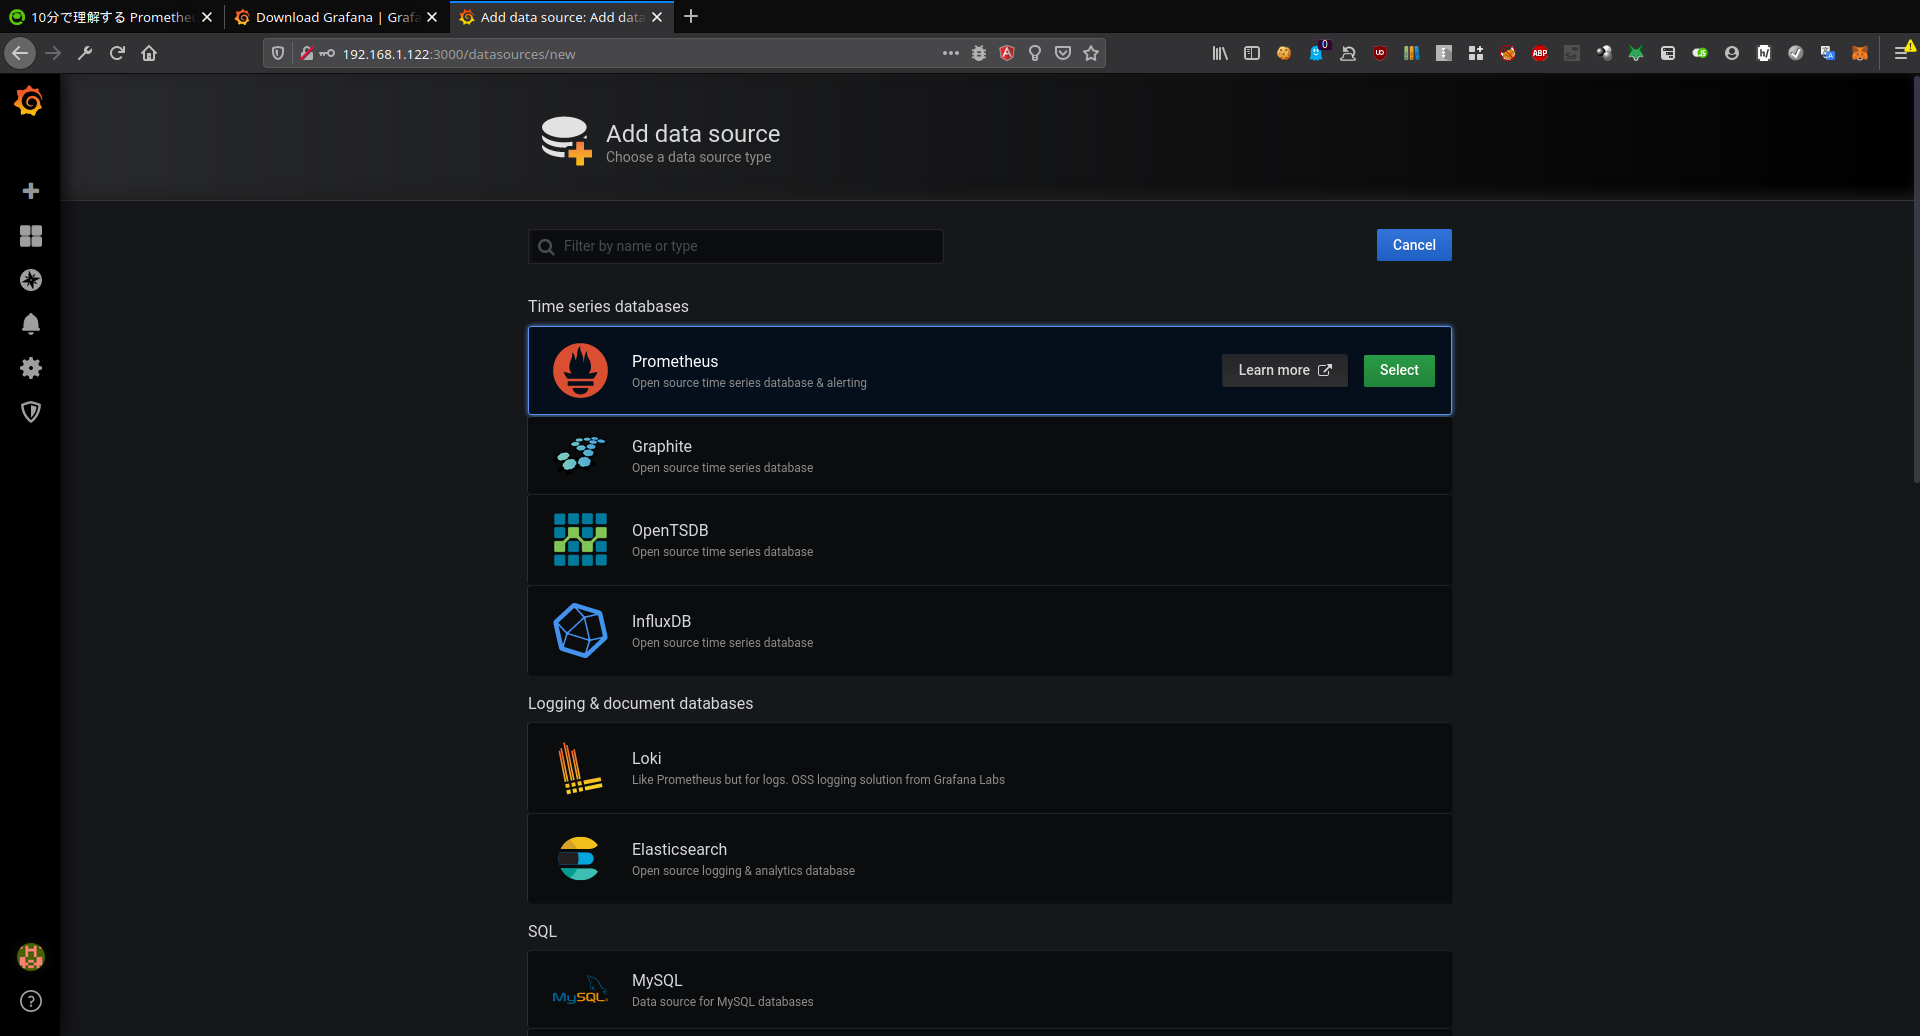 10分で理解する Prometheu
Download Grafana | Grafa
Add data source: Add data
192.168.1.122:3000/datasources/new
0
UD
ABP
Add data source
Choose a data source type
Filter by name or type
Cancel
Time series databases
Prometheus
Open source time series database & alerting
Learn more
Select
Graphite
Open source time series database
OpenTSDB
Open source time series database
InfluxDB
Open source time series database
Logging & document databases
Loki
Like Prometheus but for logs. OSS logging solution from Grafana Labs
Elasticsearch
Open source logging & analytics database
SQL
MySQL
MySQL
Data source for MySQL databases